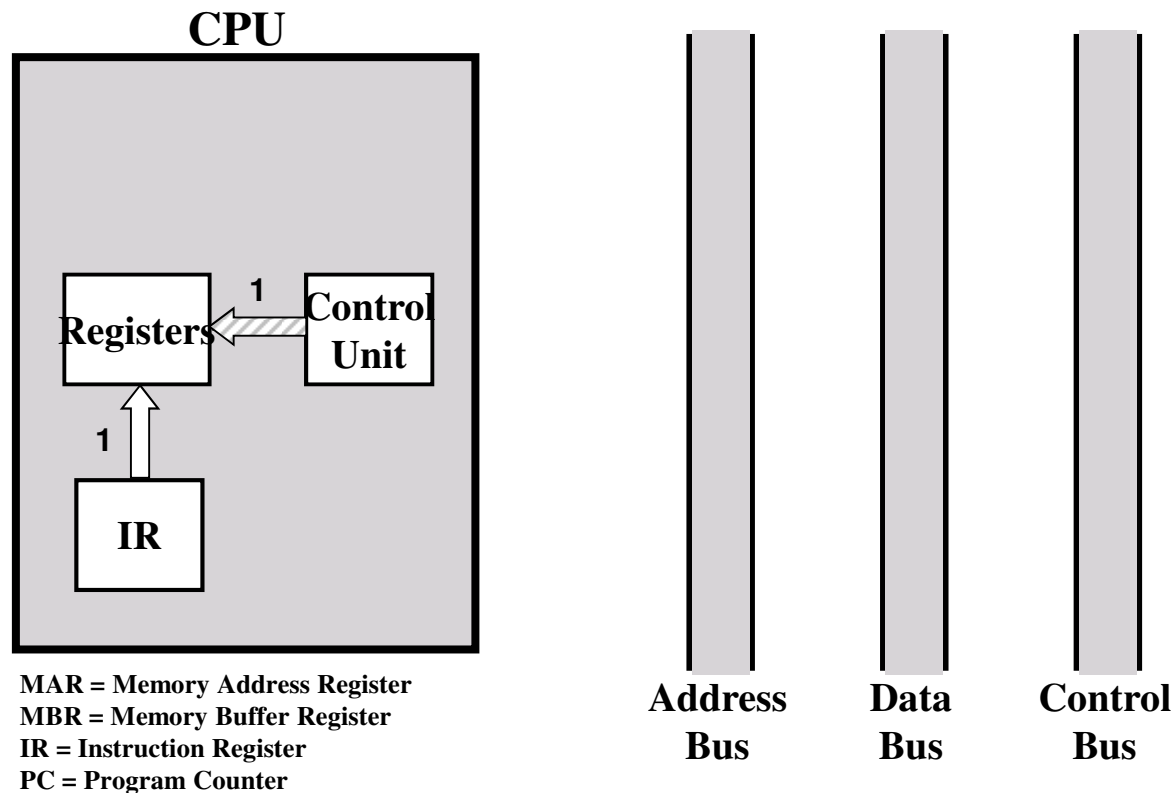 CPU
1
Registers
Control
Unit
1
IR
MAR = Memory Address Register
MBR = Memory Buffer Register
IR = Instruction Register
PC = Program Counter
Address
Bus
Data
Bus
Control
Bus